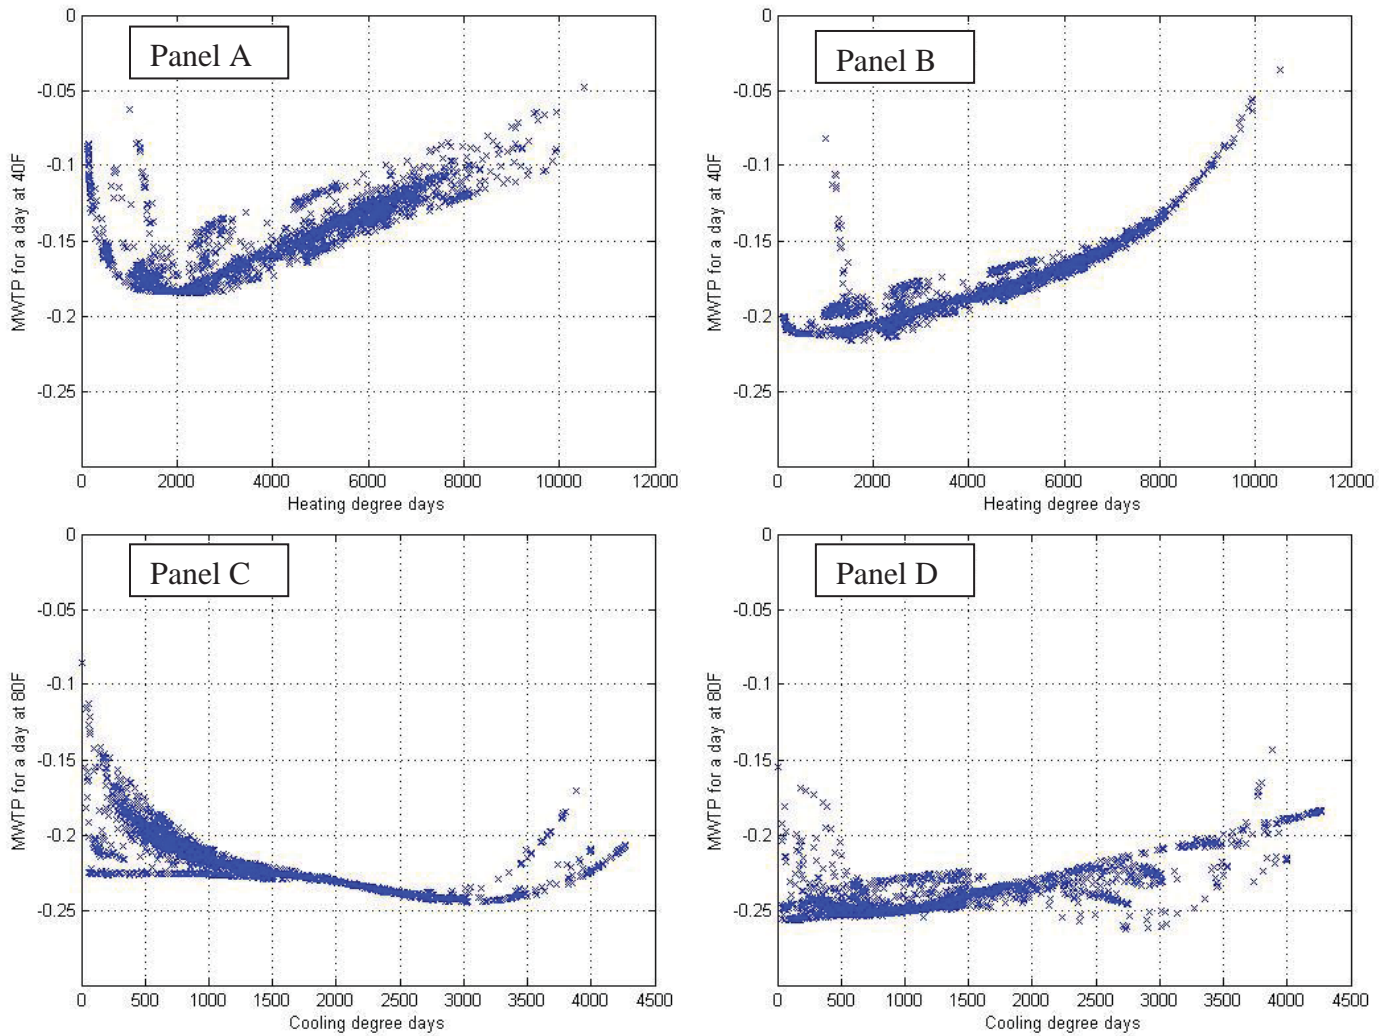 Panel A
0
-0.05
-0.1
-0.15
-0.2
-0.25
MWTP for a day at 40F
0 2000 4000 6000 8000 10000 12000
Heating degree days
Panel B
0
-0.05
-0.1
-0.15
-0.2
-0.25
MWTP for a day at 40F
0 2000 4000 6000 8000 10000 12000
Heating degree days
Panel C
0
-0.05
-0.1
-0.15
-0.2
-0.25
MWTP for a day at 80F
0 500 1000 1500 2000 2500 3000 3500 4000 4500
Cooling degree days
Panel D
0
-0.05
-0.1
-0.15
-0.2
-0.25
MWTP for a day at 80F
0 500 1000 1500 2000 2500 3000 3500 4000 4500
Cooling degree days